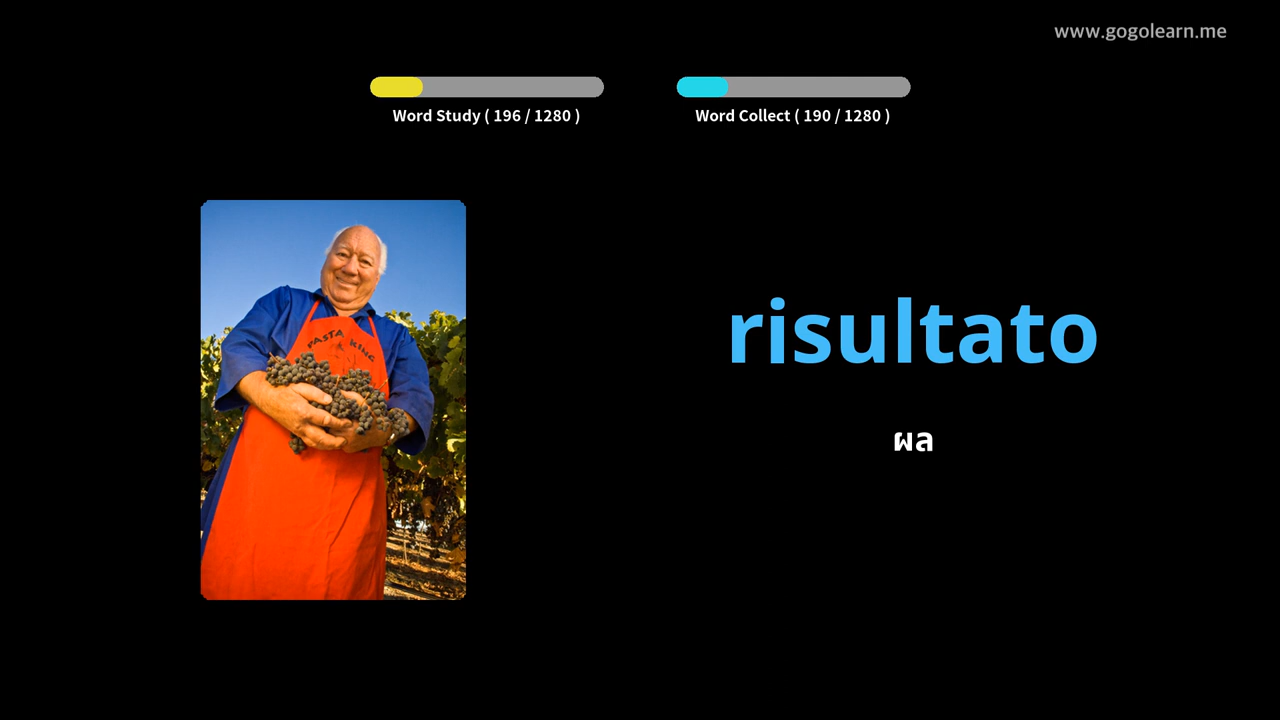 www.gogolearn.me
Word Study ( 196 / 1280 )
Word Collect ( 190 / 1280 )
PASTA KING
risultato
ผล